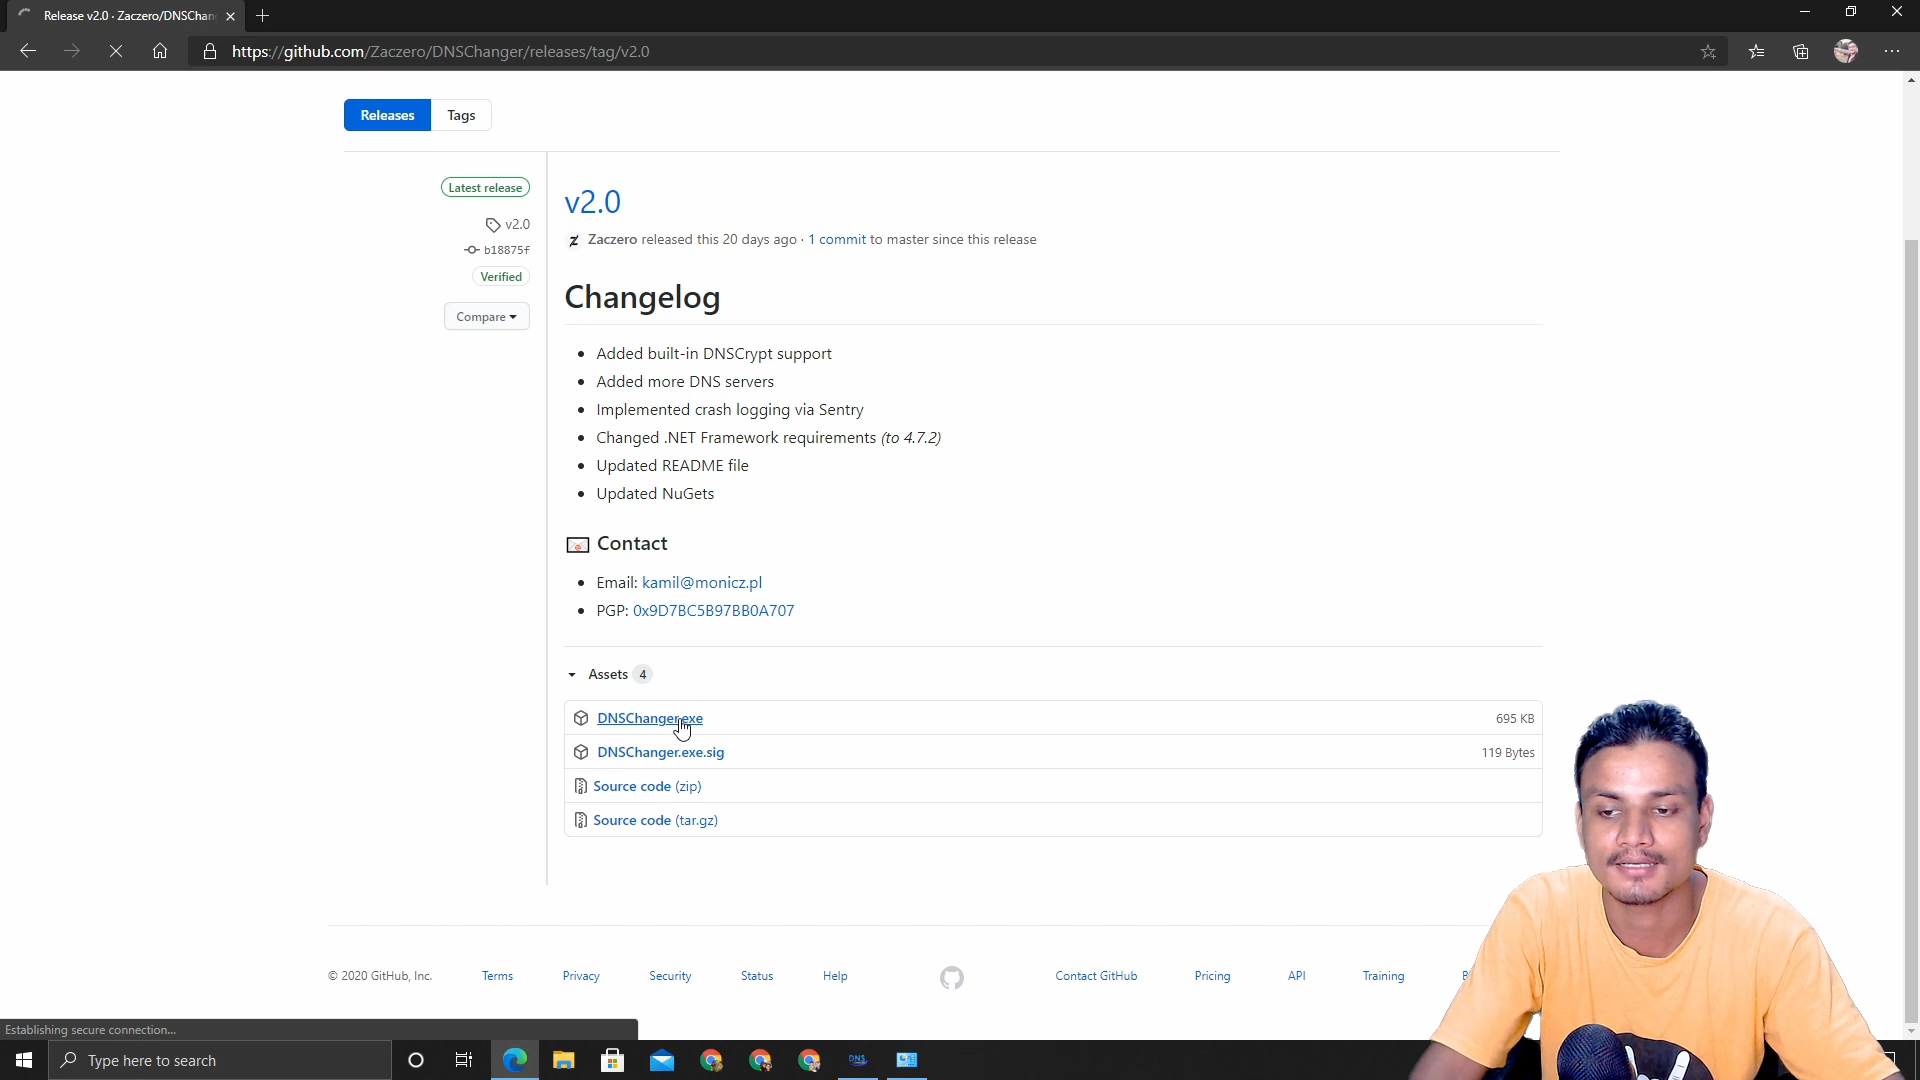 Release v2.0 · Zaczero/DNSChan
https://github.com/Zaczero/DNSChanger/releases/tag/v2.0
Releases
Tags
Latest release
v2.0
b18875f
Verified
Compare
v2.0
Zaczero released this 20 days ago · 1 commit to master since this release
Changelog
• Added built-in DNSCrypt support
• Added more DNS servers
• Implemented crash logging via Sentry
• Changed .NET Framework requirements (to 4.7.2)
• Updated README file
• Updated NuGets
Contact
• Email: kamil@monicz.pl
• PGP: 0x9D7BC5B97BB0A707
Assets 4
DNSChanger.exe 695 KB
DNSChanger.exe.sig 119 Bytes
Source code (zip)
Source code (tar.gz)
© 2020 GitHub, Inc. Terms Privacy Security Status Help Contact GitHub Pricing API Training
Establishing secure connection...
Type here to search
DNS